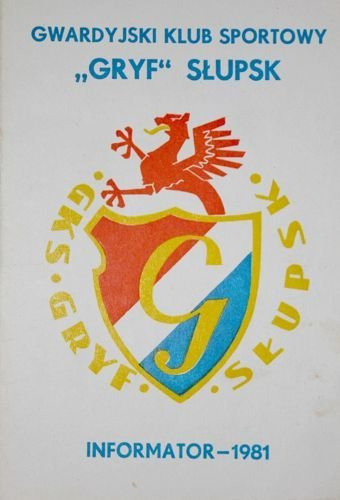 GWARDYJSKI KLUB SPORTOWY
„GRYF“ SŁUPSK
·GKS·GRYF·
SŁUPSK·
G
INFORMATOR–1981